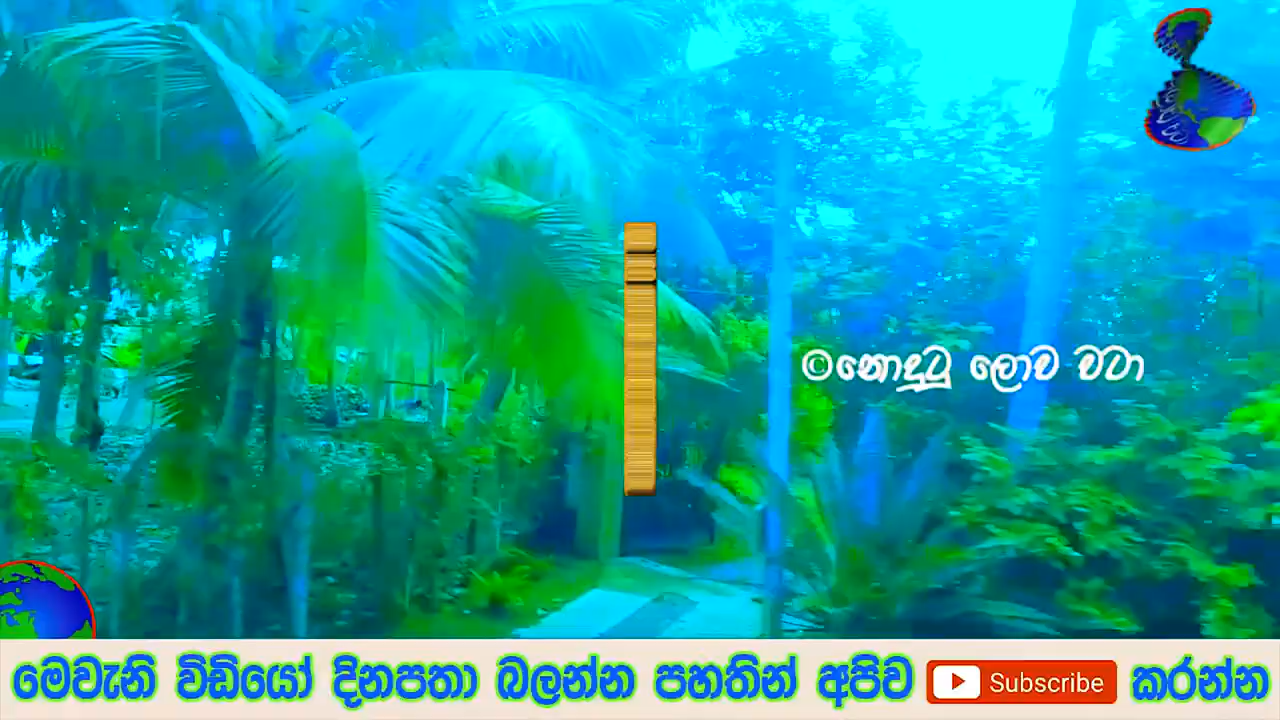 ©නොදුටු ලොව වටා
මෙවැනි විඩියෝ දිනපතා බලන්න පහතින් අපිව Subscribe කරන්න